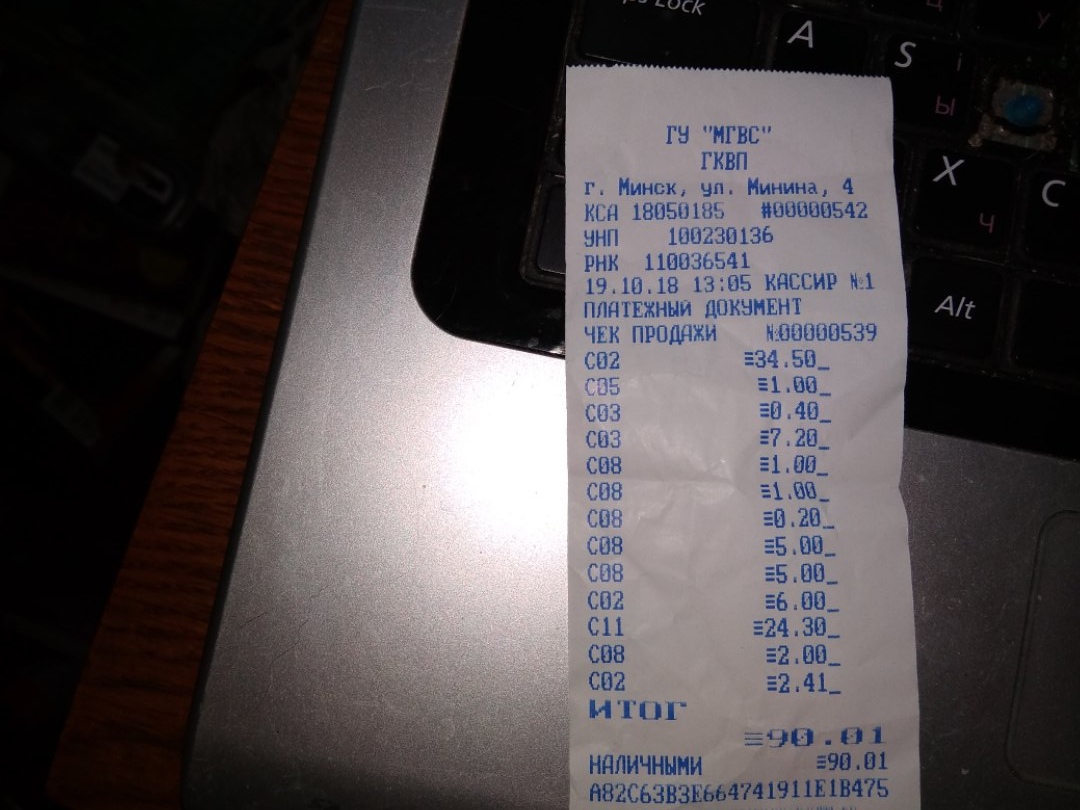 ps Lock
A
S
Ы
X
Ч
C
Alt
У
ГУ "МГВС"
ГКВП
г. Минск, ул. Минина, 4
КСА 18050185 #00000542
УНП 100230136
РНК 110036541
19.10.18 13:05 КАССИР №1
ПЛАТЕЖНЫЙ ДОКУМЕНТ
ЧЕК ПРОДАЖИ №00000539
С02 ≡34.50_
С05 ≡1.00_
С03 ≡0.40_
С03 ≡7.20_
С08 ≡1.00_
С08 ≡1.00_
С08 ≡0.20_
С08 ≡5.00_
С08 ≡5.00_
С02 ≡6.00_
С11 ≡24.30_
С08 ≡2.00_
С02 ≡2.41_
ИТОГ
≡90.01
НАЛИЧНЫМИ ≡90.01
A82C63B3E664741911E1B475